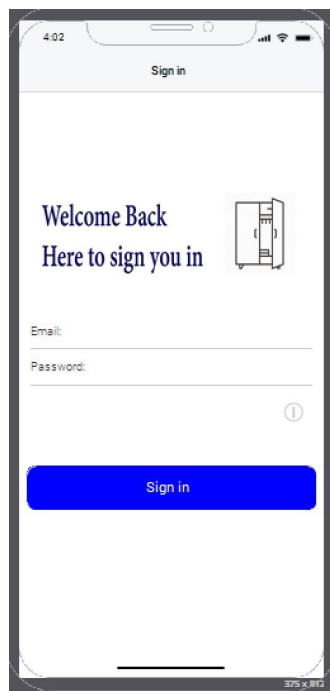 4:02
Sign in
Welcome Back
Here to sign you in
Email:
Password:
Sign in
375 x 812